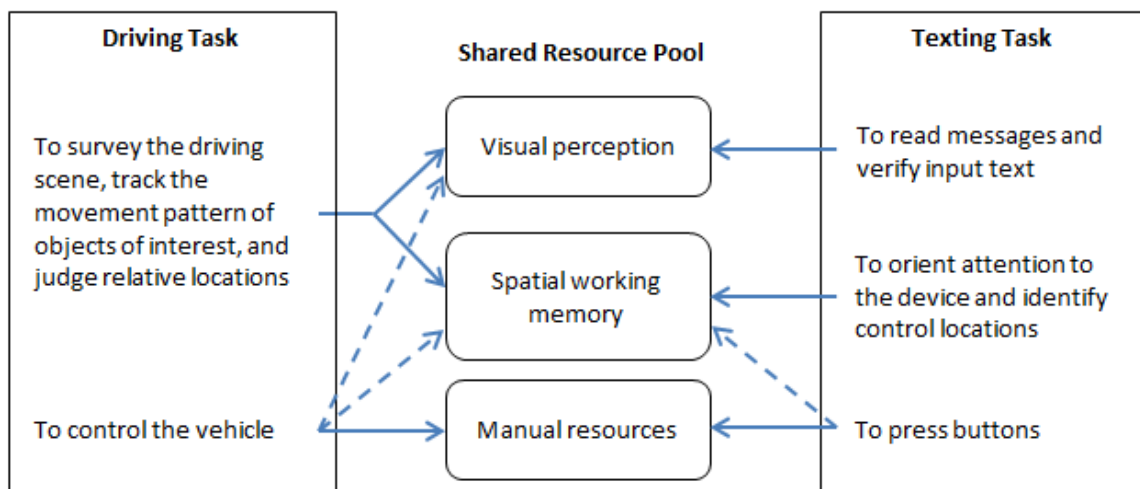 Driving Task
To survey the driving
scene, track the
movement pattern of
objects of interest, and
judge relative locations
To control the vehicle
Shared Resource Pool
Visual perception
Spatial working
memory
Manual resources
Texting Task
To read messages and
verify input text
To orient attention to
the device and identify
control locations
To press buttons